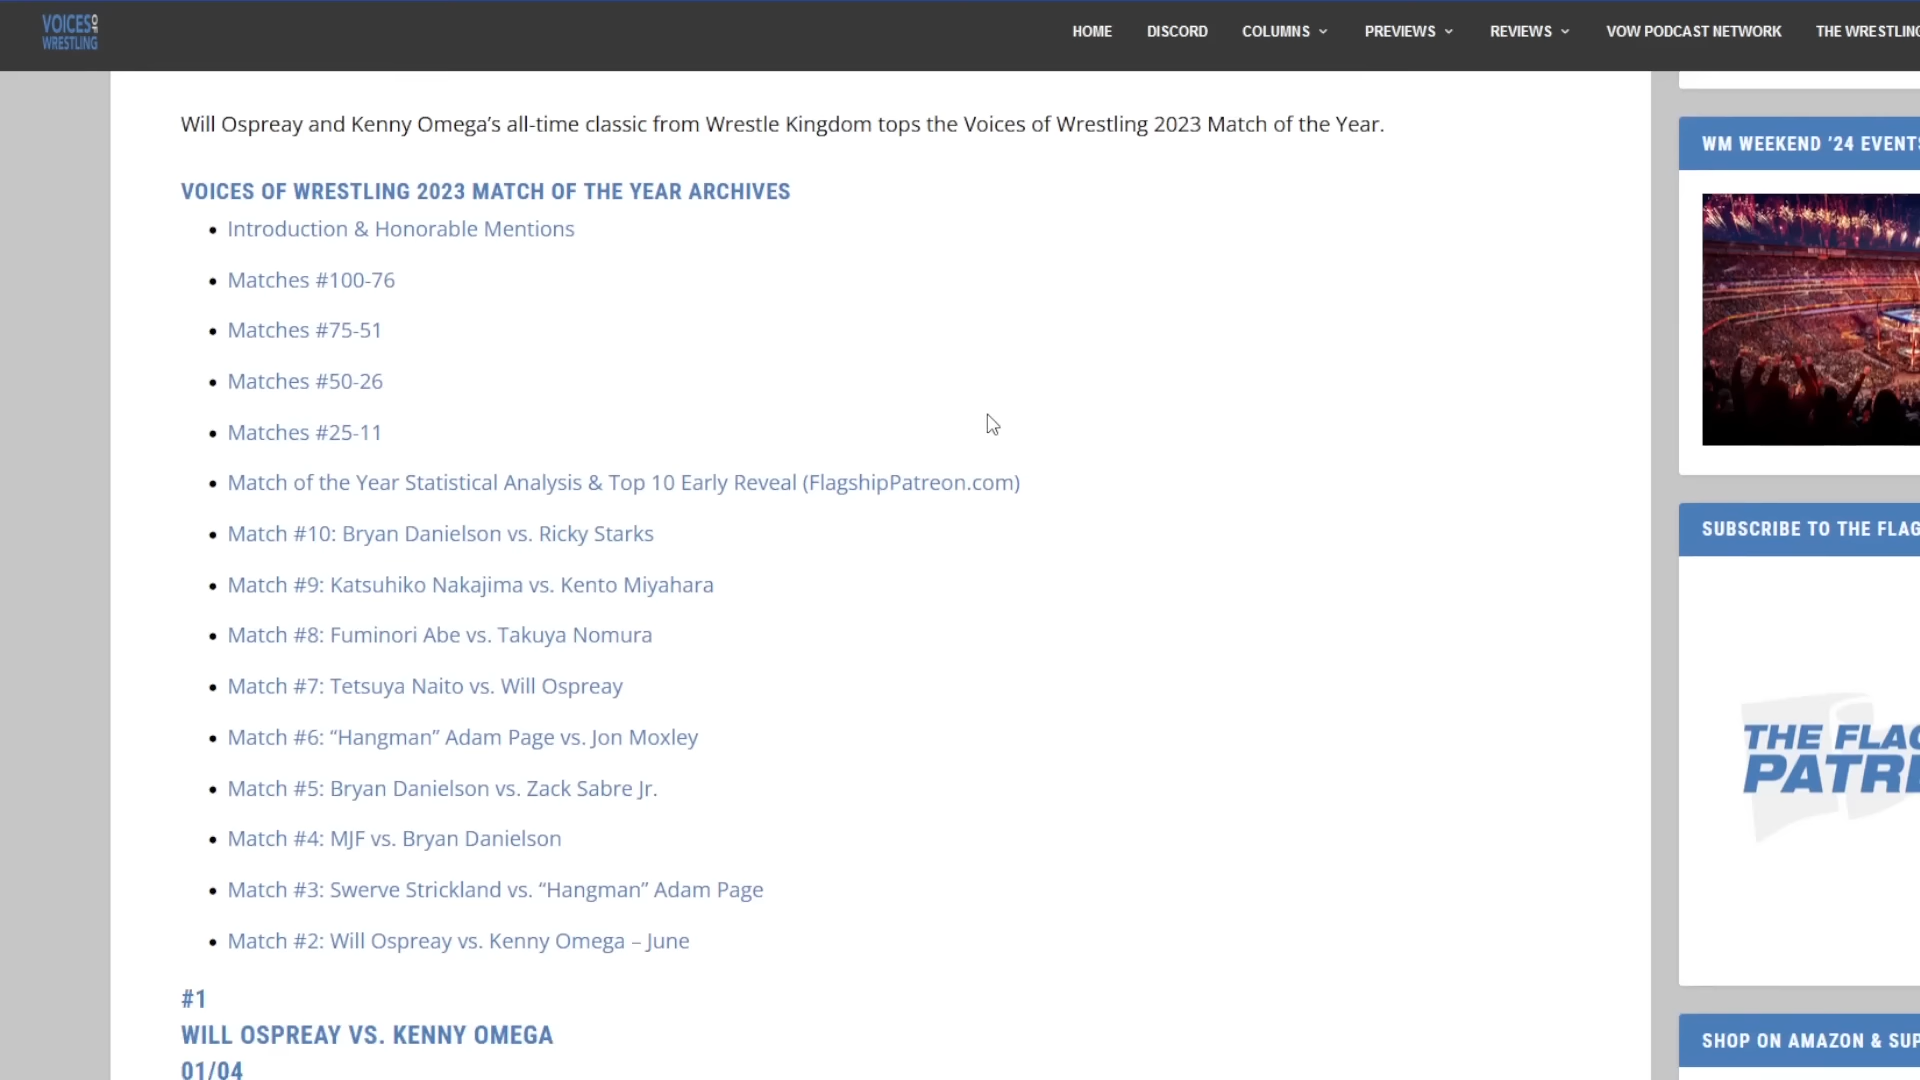 VOICES OF
WRESTLING
HOME
DISCORD
COLUMNS
PREVIEWS
REVIEWS
VOW PODCAST NETWORK
THE WRESTLING
Will Ospreay and Kenny Omega’s all-time classic from Wrestle Kingdom tops the Voices of Wrestling 2023 Match of the Year.
VOICES OF WRESTLING 2023 MATCH OF THE YEAR ARCHIVES
Introduction & Honorable Mentions
Matches #100-76
Matches #75-51
Matches #50-26
Matches #25-11
Match of the Year Statistical Analysis & Top 10 Early Reveal (FlagshipPatreon.com)
Match #10: Bryan Danielson vs. Ricky Starks
Match #9: Katsuhiko Nakajima vs. Kento Miyahara
Match #8: Fuminori Abe vs. Takuya Nomura
Match #7: Tetsuya Naito vs. Will Ospreay
Match #6: “Hangman” Adam Page vs. Jon Moxley
Match #5: Bryan Danielson vs. Zack Sabre Jr.
Match #4: MJF vs. Bryan Danielson
Match #3: Swerve Strickland vs. “Hangman” Adam Page
Match #2: Will Ospreay vs. Kenny Omega – June
#1
WILL OSPREAY VS. KENNY OMEGA
01/04
WM WEEKEND ’24 EVENTS
SUBSCRIBE TO THE FLAG
THE FLAG
PATRE
SHOP ON AMAZON & SUP